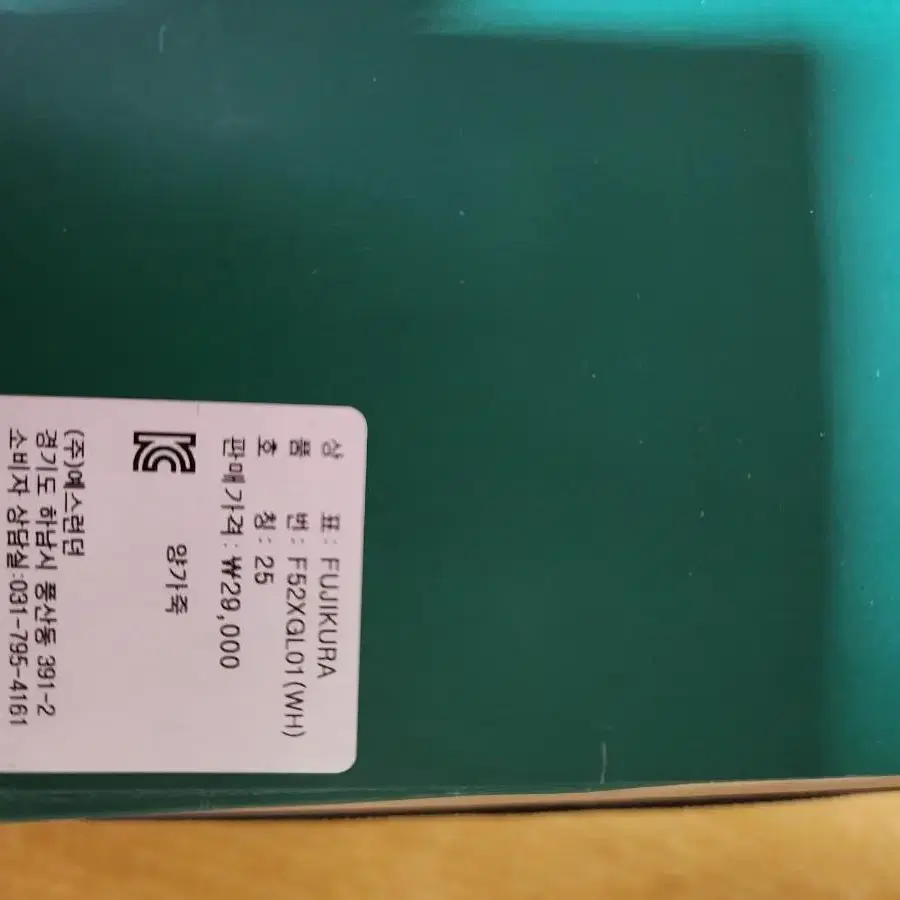 상 표: FUJIKURA
품 번: F52XGL01(WH)
호 칭: 25
판매가격: ₩29,000
KC 양가죽
(주)예스런던
경기도 하남시 풍산동 391-2
소비자 상담실:031-795-4161